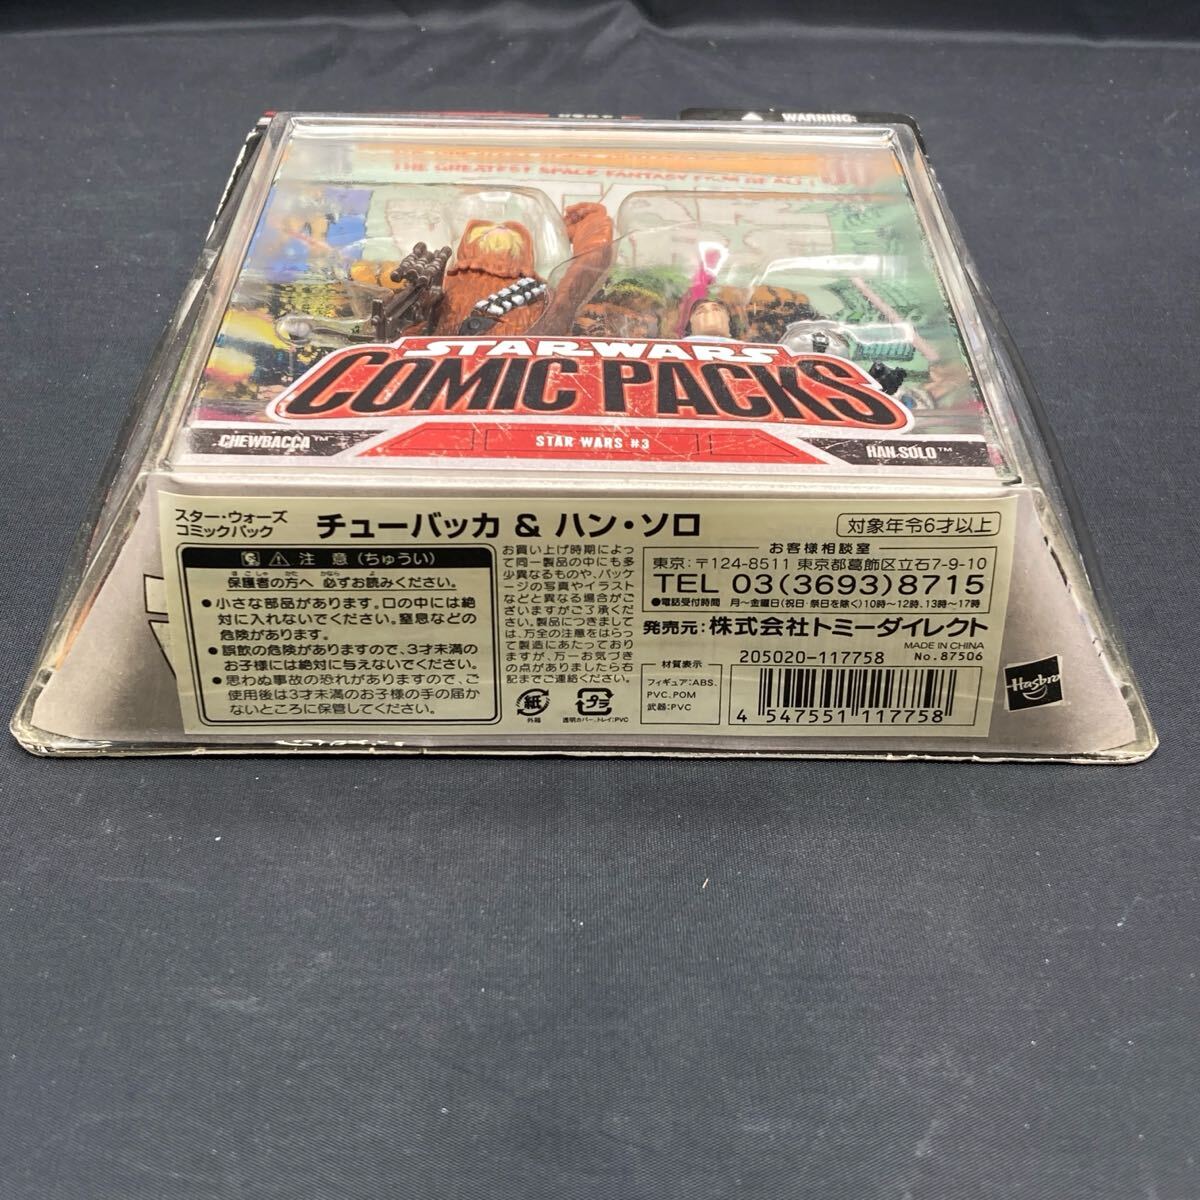 WARNING:
THE GREATEST SPACE FANTASY FILM OF ALL
STAR WARS
COMIC PACKS
CHEWBACCA™
STAR WARS #3
HAN SOLO™
スター・ウォーズ
コミックパック
チューバッカ & ハン・ソロ
対象年令6才以上
注 意(ちゅうい)
保護者の方へ 必ずお読みください。
●小さな部品があります。口の中には絶
対に入れないでください。窒息などの
危険があります。
●誤飲の危険がありますので、3才未満の
お子様には絶対に与えないでください。
●思わぬ事故の恐れがありますので、ご
使用後は3才未満のお子様の手の届か
ないところに保管してください。
お買い上げ時期によっ
て同一製品の中にも多
少異なるものや、パッケ
ージの写真やイラスト
などと異なる場合がご
ざいますがご了承くだ
さい。製品につきまして
は、万全の注意をはらっ
て製造にあたっており
ますが、万一お気づき
の点がありましたら右
記までご連絡ください。
紙
外箱
プラ
透明カバー、トレイ:PVC
お客様相談室
東京:〒124-8511 東京都葛飾区立石7-9-10
TEL 03(3693)8715
●電話受付時間 月〜金曜日(祝日・祭日を除く)10時〜12時、13時〜17時
発売元:株式会社トミーダイレクト
MADE IN CHINA
205020-117758
No.87506
材質表示
フィギュア:ABS、
PVC、POM
武器:PVC
4 547551 117758
Hasbro